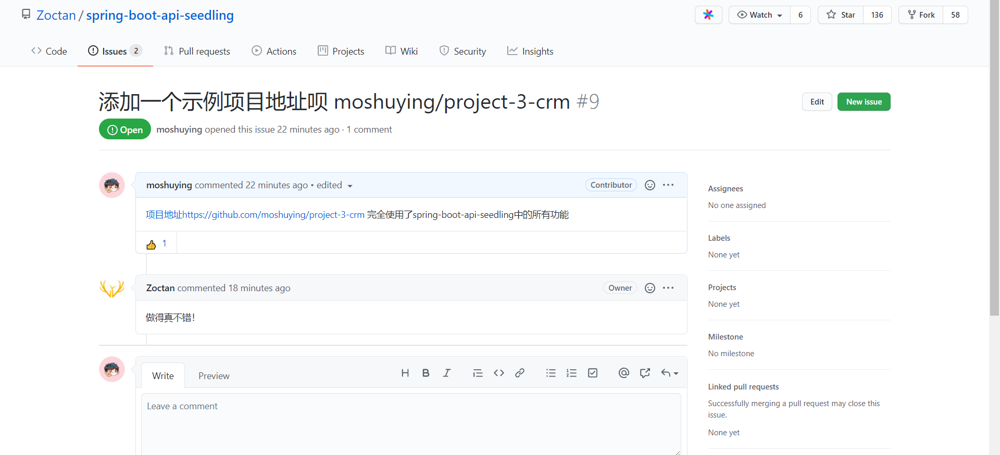 Zoctan / spring-boot-api-seedling
Watch 6 Star 136 Fork 58
Code Issues 2 Pull requests Actions Projects Wiki Security Insights
添加一个示例项目地址呗 moshuying/project-3-crm #9
Edit New issue
Open moshuying opened this issue 22 minutes ago · 1 comment
moshuying commented 22 minutes ago • edited Contributor
项目地址https://github.com/moshuying/project-3-crm 完全使用了spring-boot-api-seedling中的所有功能
👍 1
Zoctan commented 18 minutes ago Owner
做得真不错！
Write Preview
Leave a comment
Assignees
No one assigned
Labels
None yet
Projects
None yet
Milestone
No milestone
Linked pull requests
Successfully merging a pull request may close this
issue.
None yet